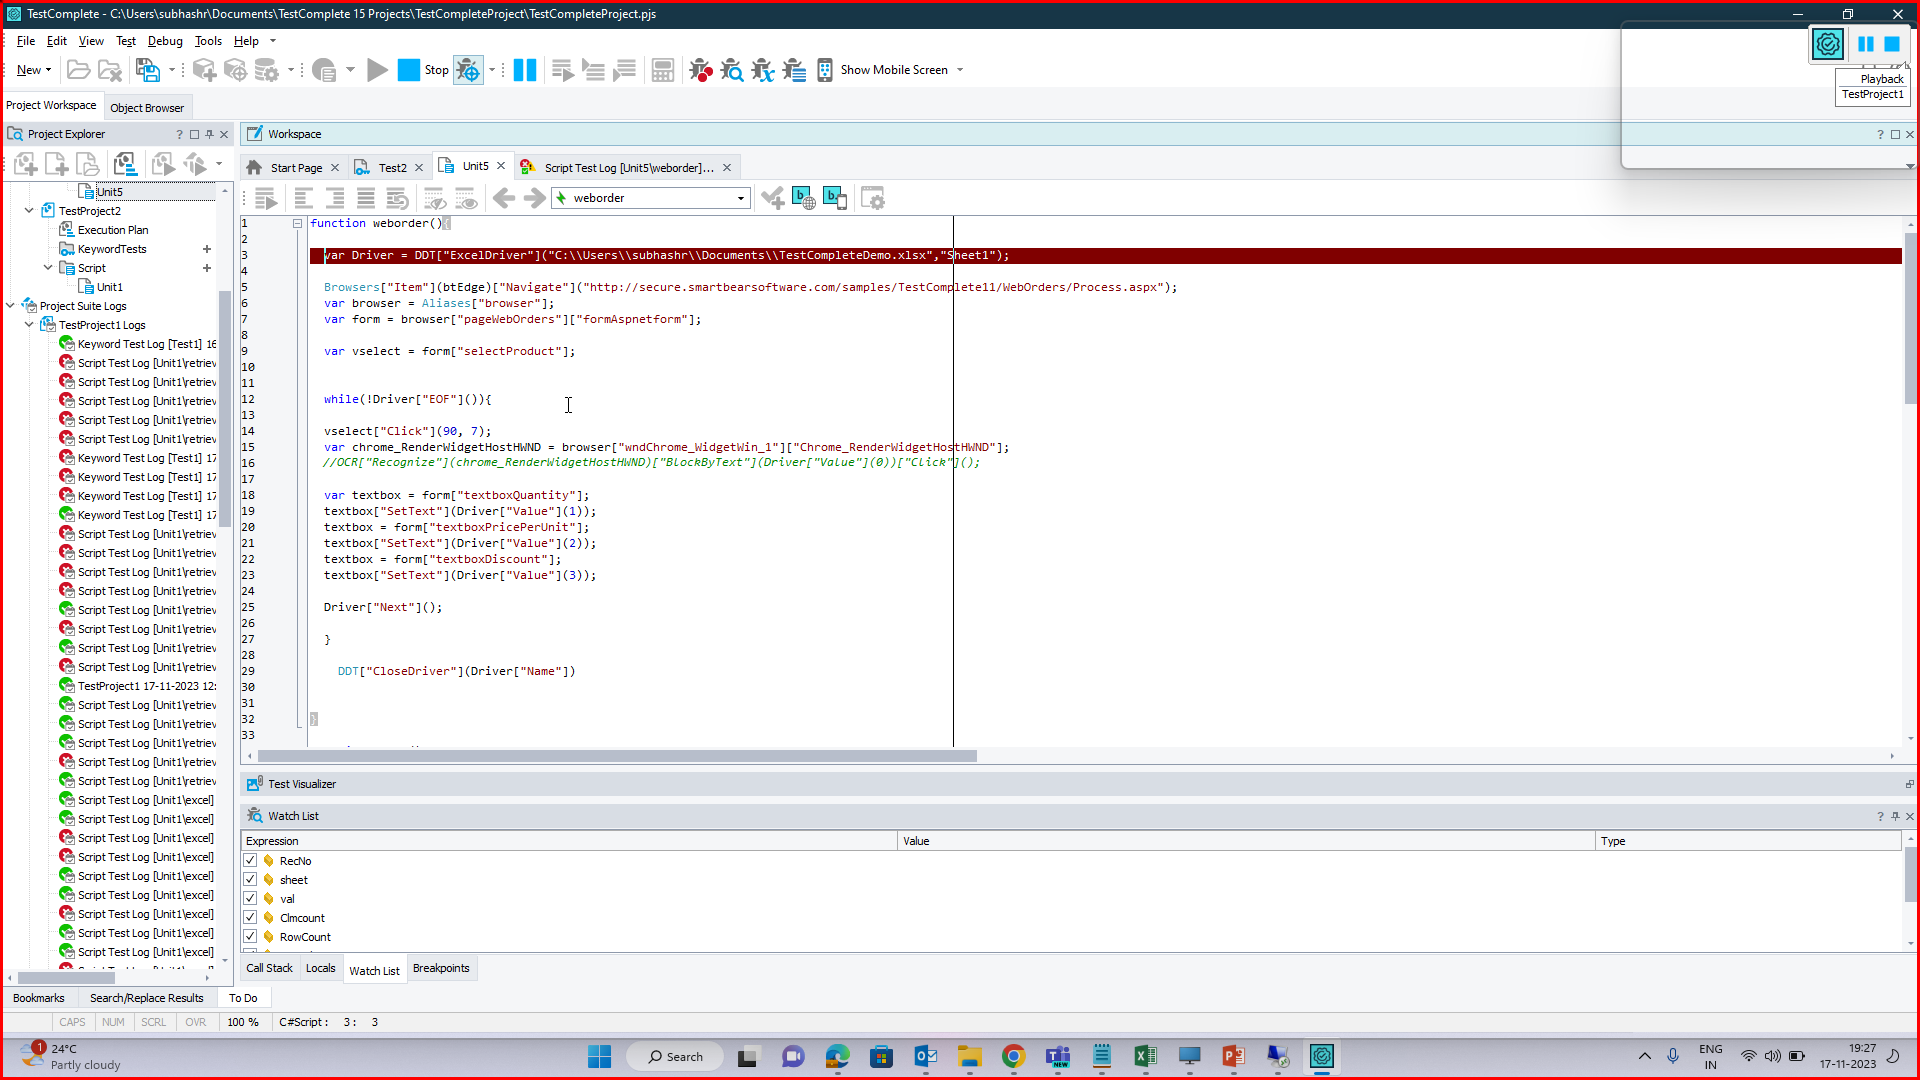 TestComplete - C:\Users\subhashr\Documents\TestComplete 15 Projects\TestCompleteProject\TestCompleteProject.pjs
File Edit View Test Debug Tools Help
New Stop Show Mobile Screen
Playback
TestProject1
Project Workspace Object Browser
Project Explorer
Workspace
Start Page Test2 Unit5 Script Test Log [Unit5\weborder]...
weborder
Unit5
TestProject2
Execution Plan
KeywordTests
Script
Unit1
Project Suite Logs
TestProject1 Logs
Keyword Test Log [Test1] 16
Script Test Log [Unit1\retriev
Script Test Log [Unit1\retriev
Script Test Log [Unit1\retriev
Script Test Log [Unit1\retriev
Script Test Log [Unit1\retriev
Keyword Test Log [Test1] 17
Keyword Test Log [Test1] 17
Keyword Test Log [Test1] 17
Keyword Test Log [Test1] 17
Script Test Log [Unit1\retriev
Script Test Log [Unit1\retriev
Script Test Log [Unit1\retriev
Script Test Log [Unit1\retriev
Script Test Log [Unit1\retriev
Script Test Log [Unit1\retriev
Script Test Log [Unit1\retriev
Script Test Log [Unit1\retriev
TestProject1 17-11-2023 12:
Script Test Log [Unit1\retriev
Script Test Log [Unit1\retriev
Script Test Log [Unit1\retriev
Script Test Log [Unit1\retriev
Script Test Log [Unit1\retriev
Script Test Log [Unit1\excel]
Script Test Log [Unit1\excel]
Script Test Log [Unit1\excel]
Script Test Log [Unit1\excel]
Script Test Log [Unit1\excel]
Script Test Log [Unit1\excel]
Script Test Log [Unit1\excel]
Script Test Log [Unit1\excel]
Script Test Log [Unit1\excel]
1 function weborder(){
2
3 var Driver = DDT["ExcelDriver"]("C:\\Users\\subhashr\\Documents\\TestCompleteDemo.xlsx","Sheet1");
4
5 Browsers["Item"](btEdge)["Navigate"]("http://secure.smartbearsoftware.com/samples/TestComplete11/WebOrders/Process.aspx");
6 var browser = Aliases["browser"];
7 var form = browser["pageWebOrders"]["formAspnetform"];
8
9 var vselect = form["selectProduct"];
10
11
12 while(!Driver["EOF"]()){
13
14 vselect["Click"](90, 7);
15 var chrome_RenderWidgetHostHWND = browser["wndChrome_WidgetWin_1"]["Chrome_RenderWidgetHostHWND"];
16 //OCR["Recognize"](chrome_RenderWidgetHostHWND)["BlockByText"](Driver["Value"](0))["Click"]();
17
18 var textbox = form["textboxQuantity"];
19 textbox["SetText"](Driver["Value"](1));
20 textbox = form["textboxPricePerUnit"];
21 textbox["SetText"](Driver["Value"](2));
22 textbox = form["textboxDiscount"];
23 textbox["SetText"](Driver["Value"](3));
24
25 Driver["Next"]();
26
27 }
28
29 DDT["CloseDriver"](Driver["Name"])
30
31
32 }
33
Test Visualizer
Watch List
Expression Value Type
RecNo
sheet
val
Clmcount
RowCount
Call Stack Locals Watch List Breakpoints
Bookmarks Search/Replace Results To Do
CAPS NUM SCRL OVR 100 % C#Script : 3 : 3
1
24°C
Partly cloudy
Search
NEW
ENG
IN
19:27
17-11-2023